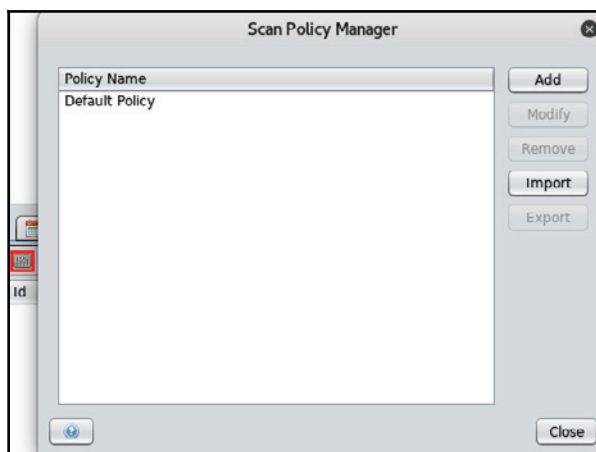 Scan Policy Manager
Policy Name
Default Policy
Add
Modify
Remove
Import
Export
Id
Close